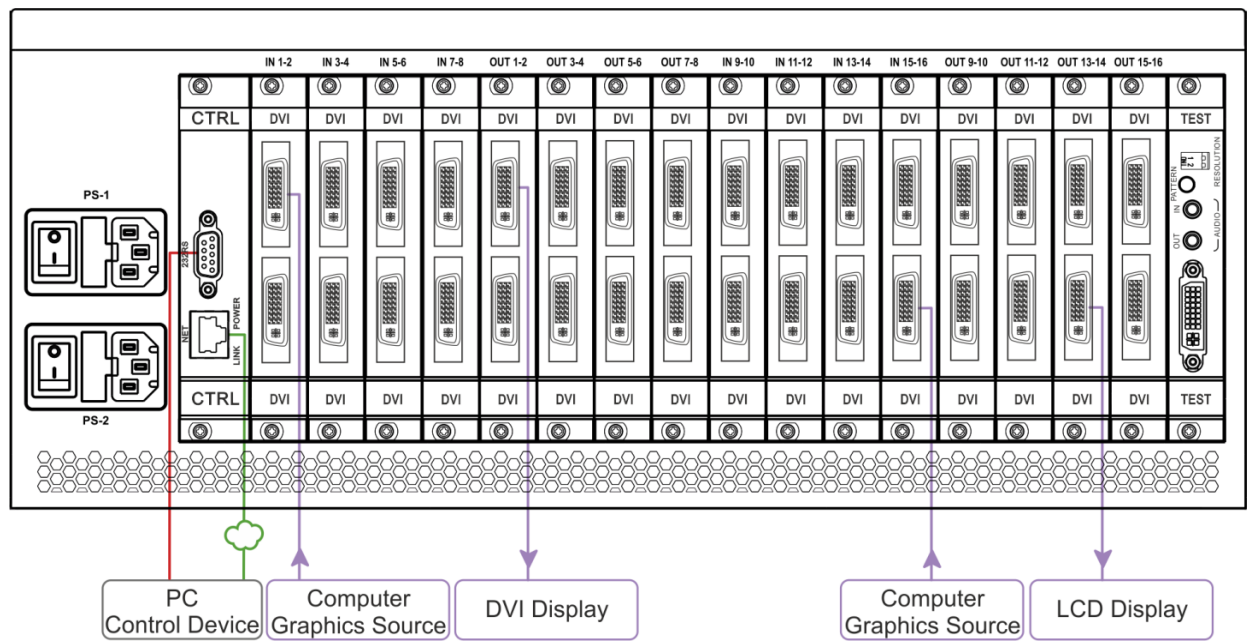 IN 1-2 IN 3-4 IN 5-6 IN 7-8 OUT 1-2 OUT 3-4 OUT 5-6 OUT 7-8 IN 9-10 IN 11-12 IN 13-14 IN 15-16 OUT 9-10 OUT 11-12 OUT 13-14 OUT 15-16
CTRL DVI DVI DVI DVI DVI DVI DVI DVI DVI DVI DVI DVI DVI DVI DVI DVI TEST
ON 1 2
RESOLUTION
PATTERN
IN
OUT
AUDIO
PS-1
232/RS
POWER
NET
LINK
CTRL DVI DVI DVI DVI DVI DVI DVI DVI DVI DVI DVI DVI DVI DVI DVI DVI TEST
PS-2
PC
Control Device
Computer
Graphics Source
DVI Display
Computer
Graphics Source
LCD Display